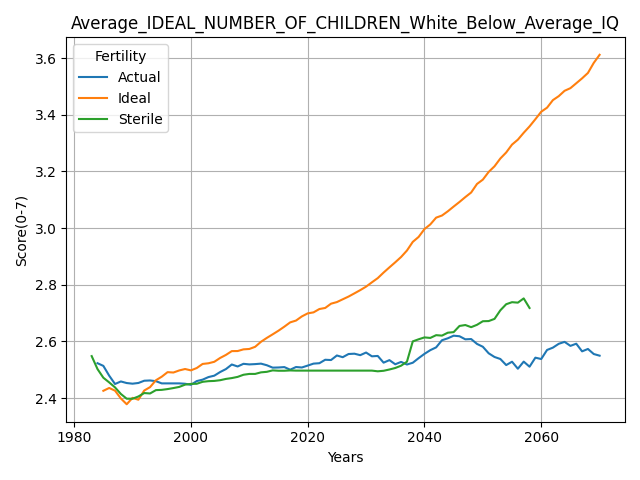 Average_IDEAL_NUMBER_OF_CHILDREN_White_Below_Average_IQ
Fertility
Actual
Ideal
Sterile
Score(0-7)
3.6
3.4
3.2
3.0
2.8
2.6
2.4
1980 2000 2020 2040 2060
Years